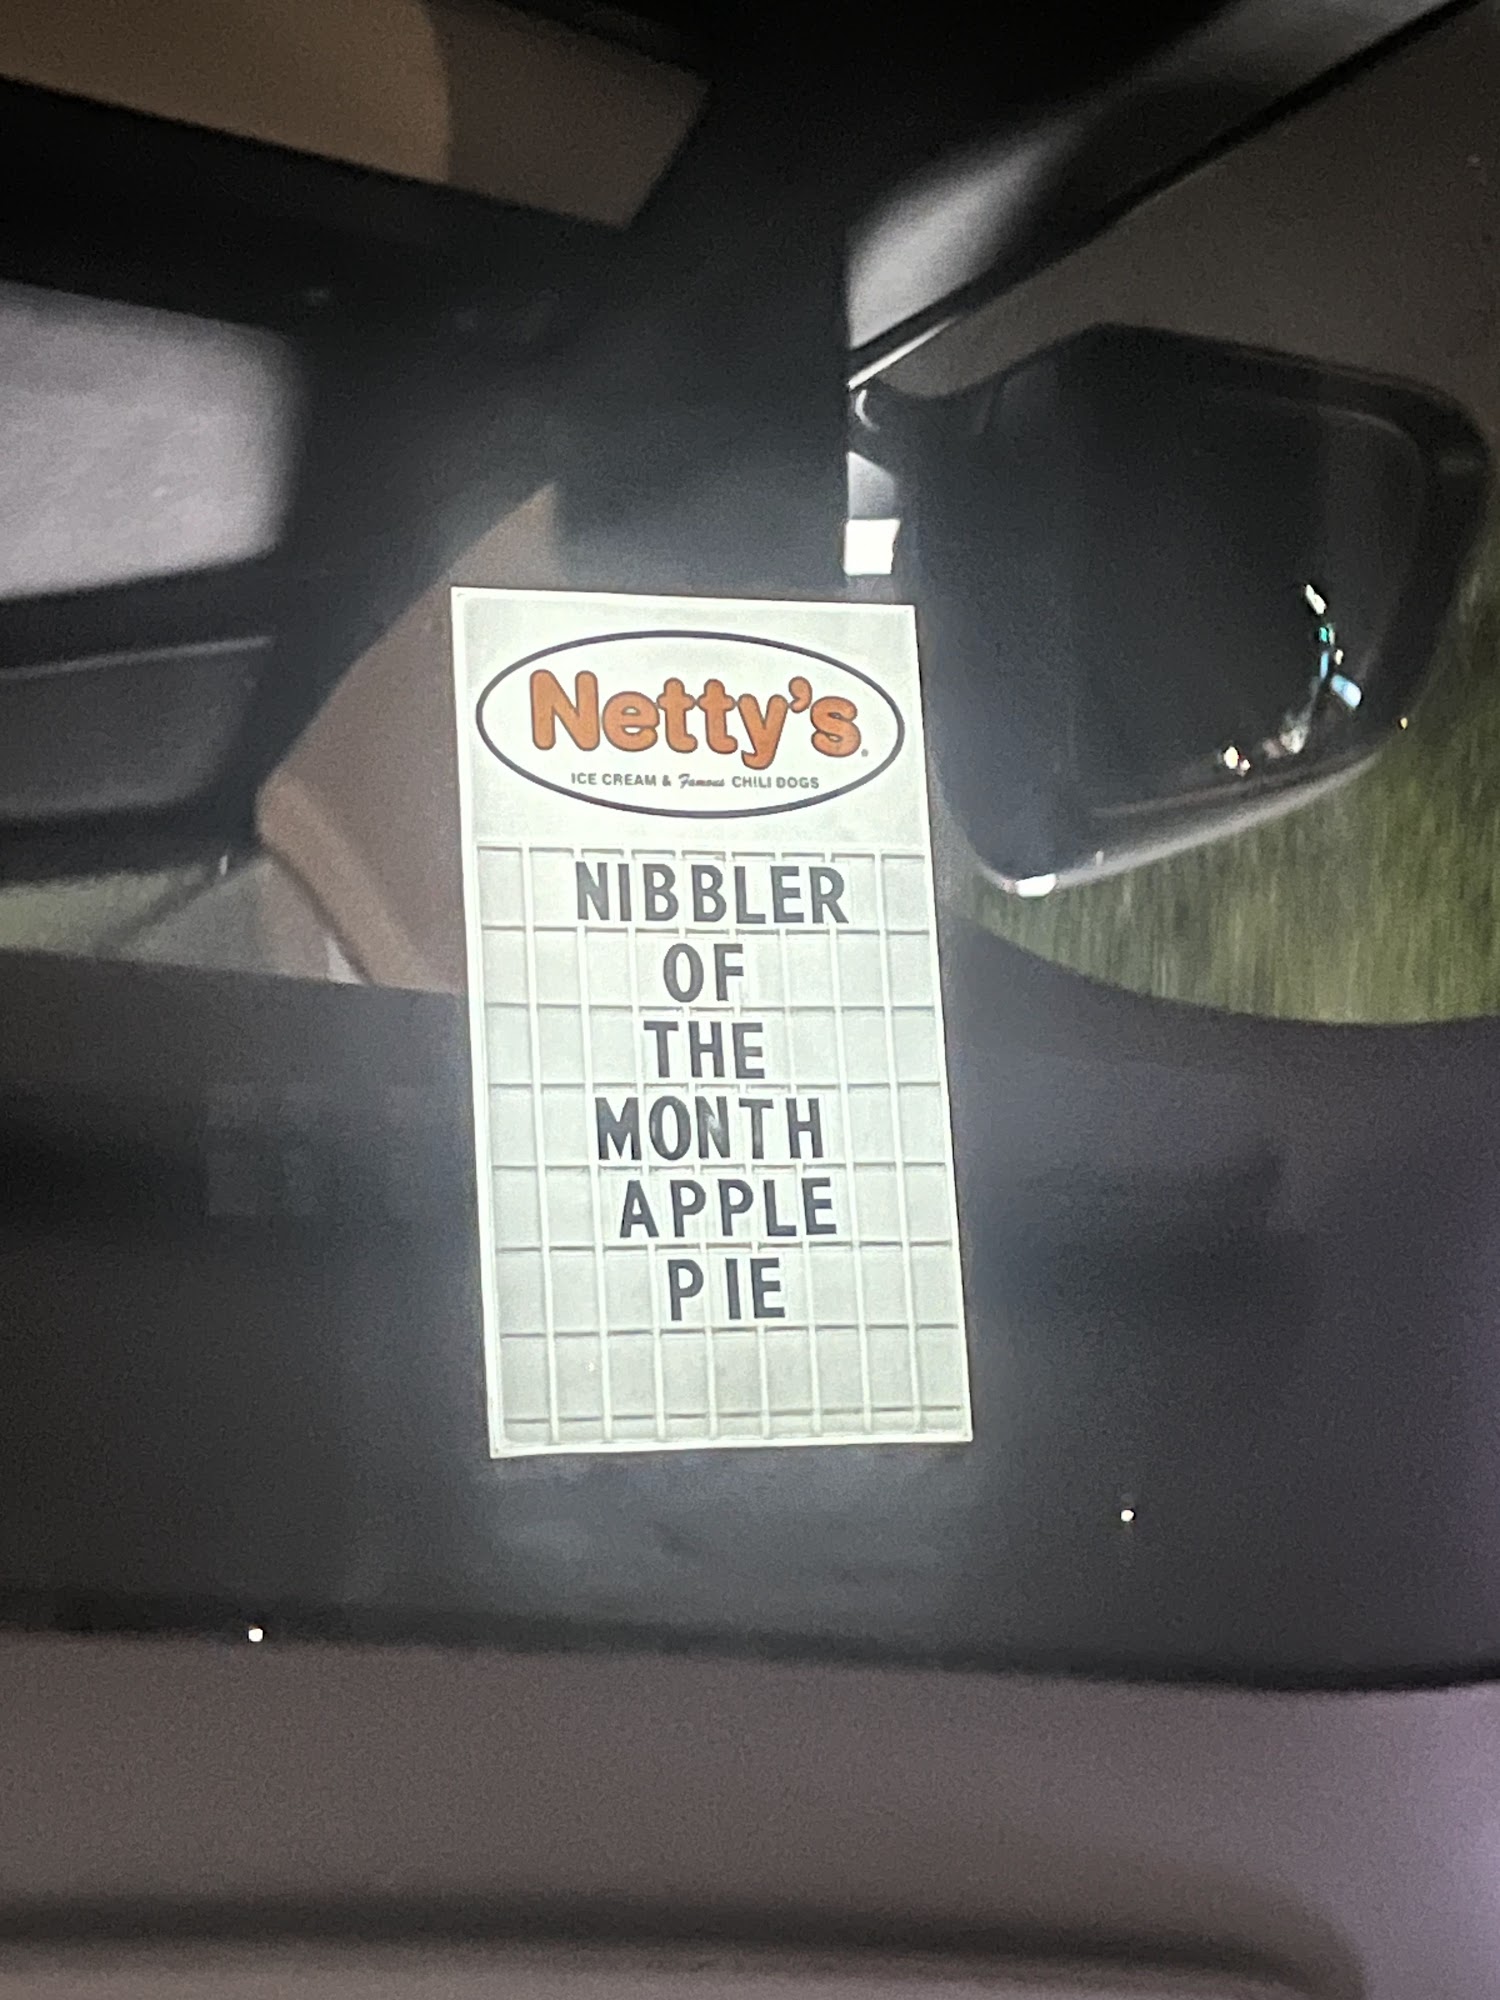 Netty's
ICE CREAM & Famous CHILI DOGS
NIBBLER
OF
THE
MONTH
APPLE
PIE